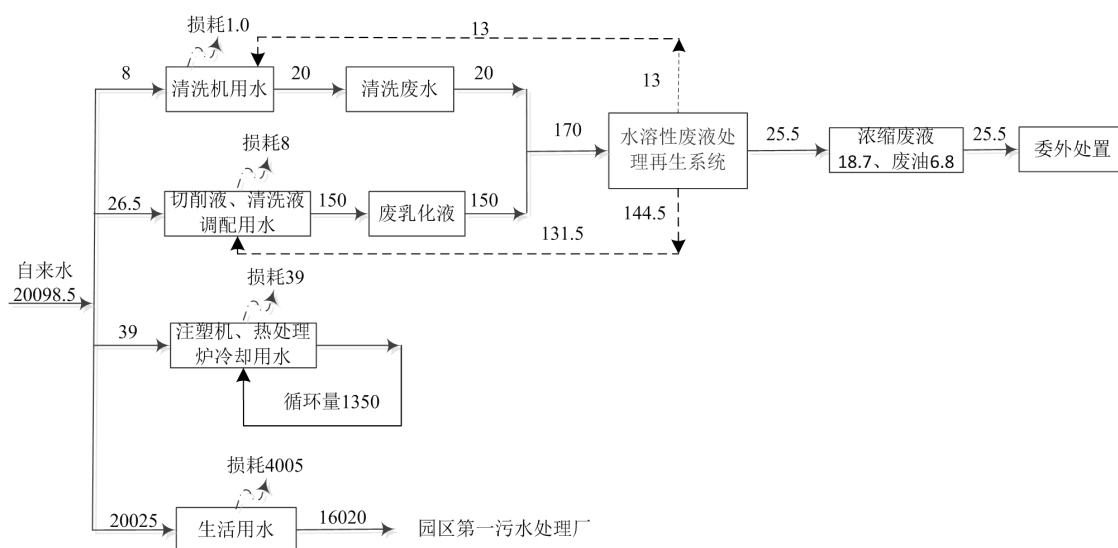 损耗1.0
13
8
清洗机用水
20
清洗废水
20
13
170
水溶性废液处
理再生系统
25.5
浓缩废液
18.7、废油6.8
25.5
委外处置
损耗8
26.5
切削液、清洗液
调配用水
150
废乳化液
150
144.5
131.5
自来水
20098.5
损耗39
39
注塑机、热处理
炉冷却用水
循环量1350
损耗4005
20025
生活用水
16020
园区第一污水处理厂